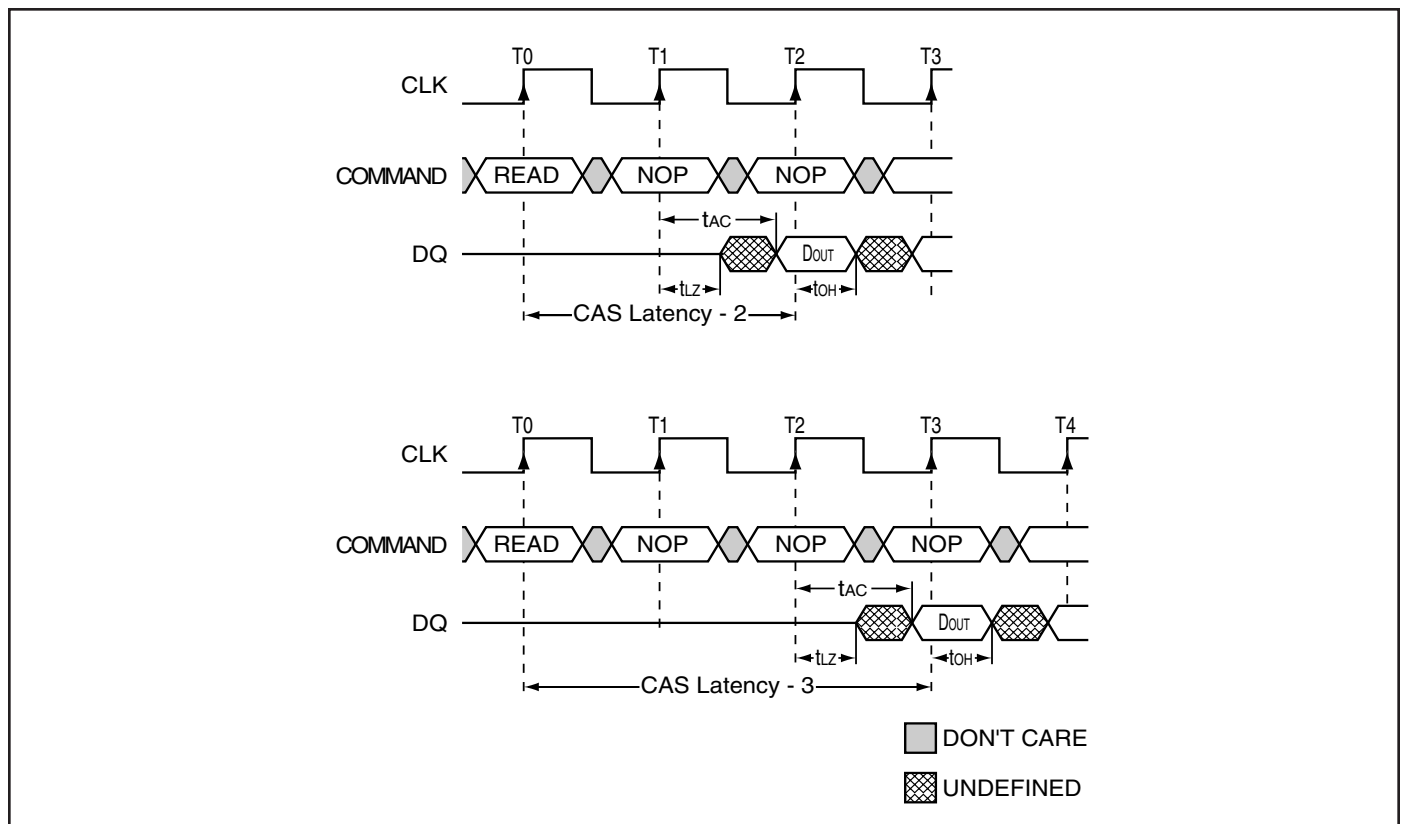 T0 T1 T2 T3
CLK
COMMAND READ NOP NOP
tAC
DQ DOUT
tLZ tOH
CAS Latency - 2
T0 T1 T2 T3 T4
CLK
COMMAND READ NOP NOP NOP
tAC
DQ DOUT
tLZ tOH
CAS Latency - 3
DON'T CARE
UNDEFINED